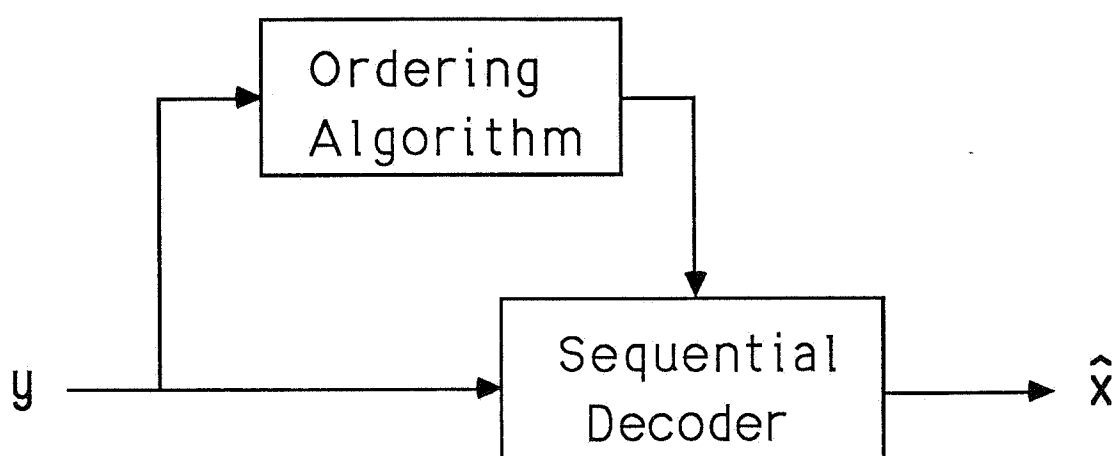 Ordering
Algorithm
Sequential
Decoder
y
x̂